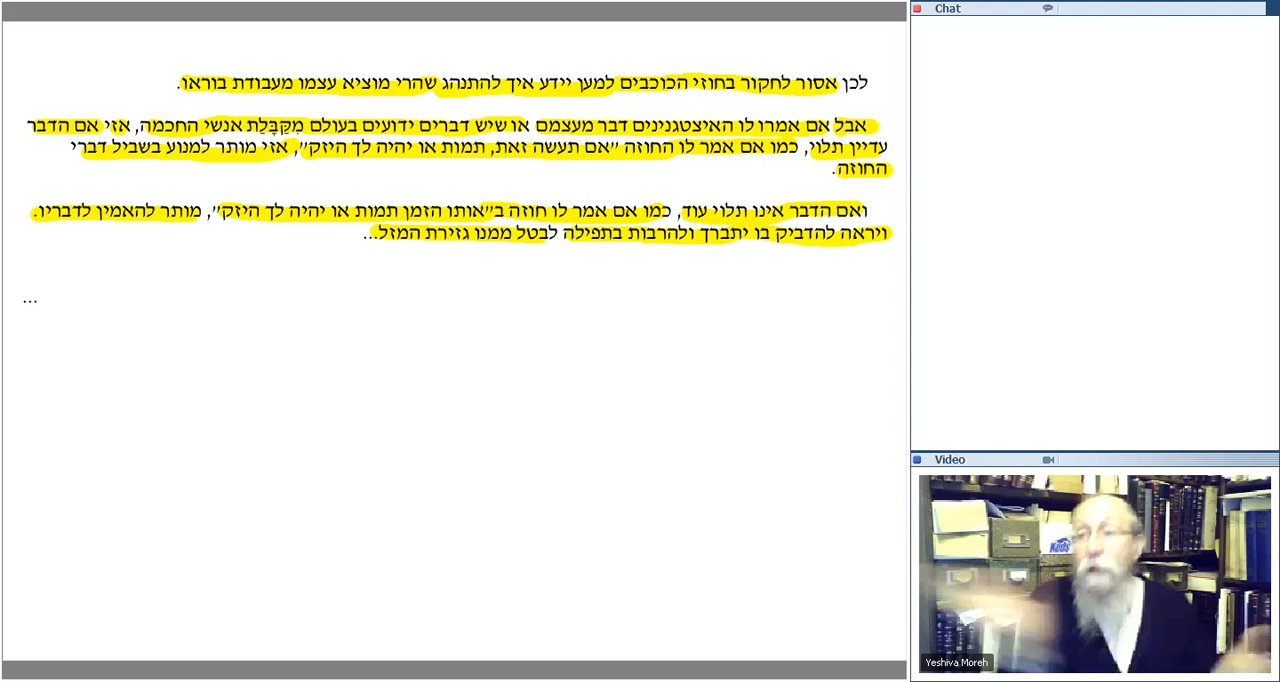 לכן אסור לחקור בחוזי הכוכבים למען יידע איך להתנהג שהרי מוציא עצמו מעבודת בוראו.
אבל אם אמרו לו האיצטגנינים דבר מעצמם או שיש דברים ידועים בעולם מִקַּבָּלַת אנשי החכמה, אזי אם הדבר
עדיין תלוי, כמו אם אמר לו החוזה "אם תעשה זאת, תמות או יהיה לך היזק", אזי מותר למנוע בשביל דברי
החוזה.
ואם הדבר אינו תלוי עוד, כמו אם אמר לו חוזה ב"אותו הזמן תמות או יהיה לך היזק", מותר להאמין לדבריו.
ויראה להדביק בו יתברך ולהרבות בתפילה לבטל ממנו גזירת המזל...
...
Chat
Video
Keds
Yeshiva Moreh